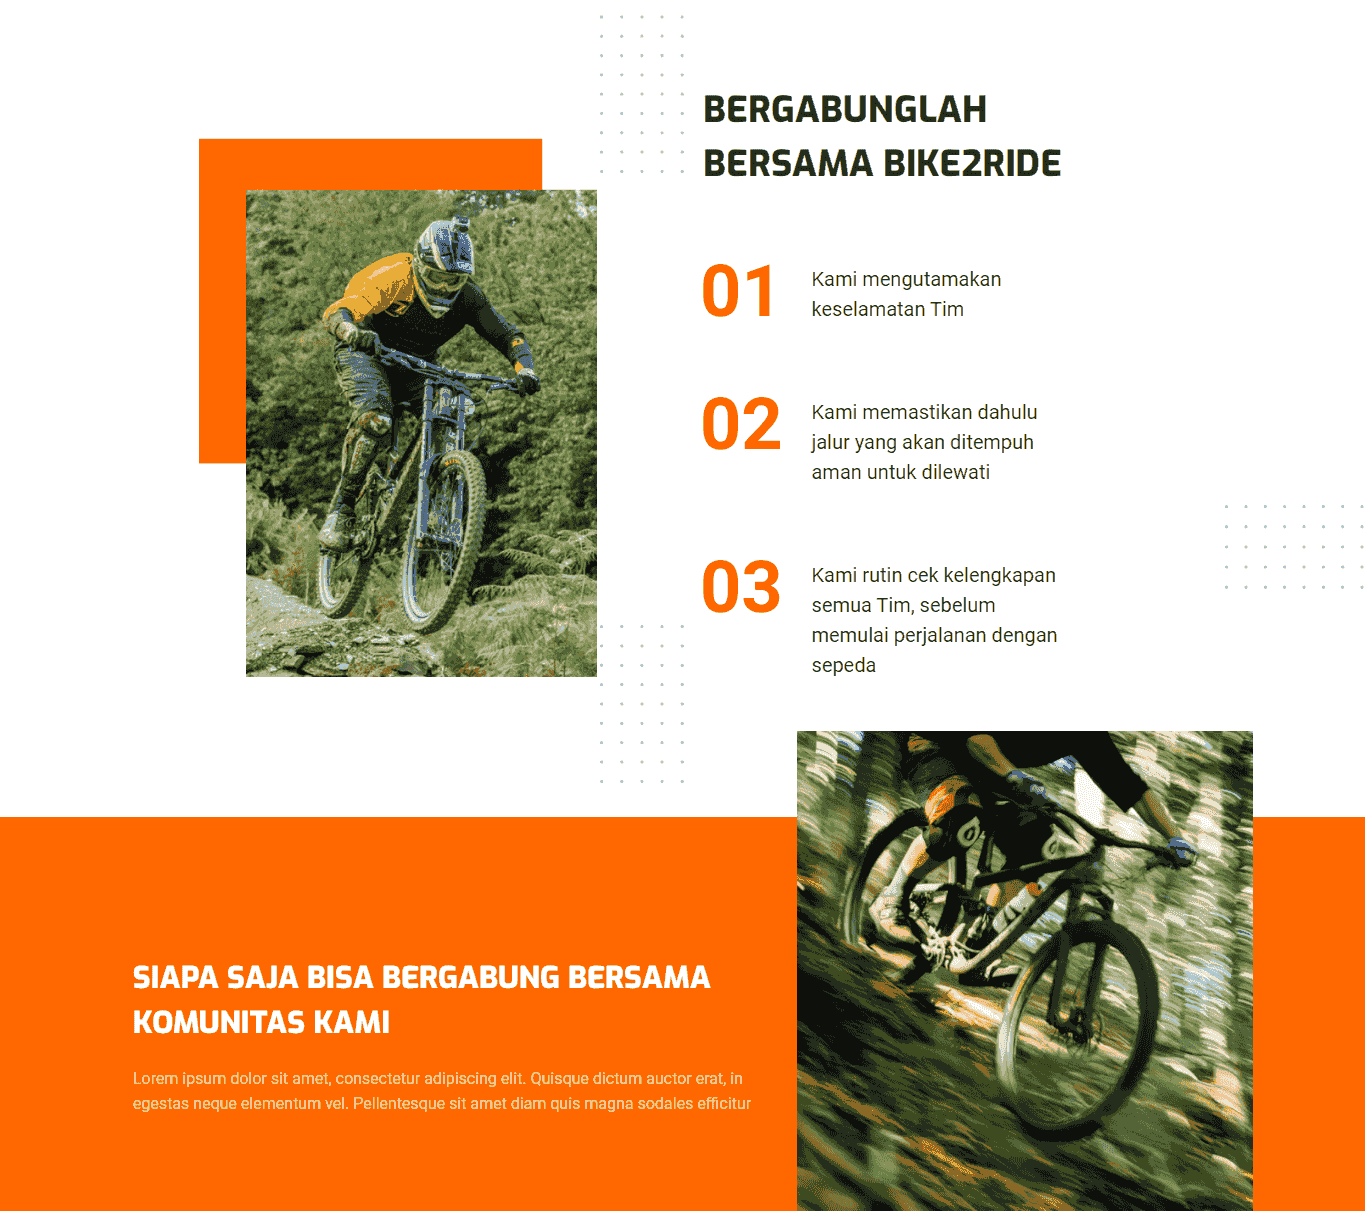 BERGABUNGLAH
BERSAMA BIKE2RIDE
01
Kami mengutamakan
keselamatan Tim
02
Kami memastikan dahulu
jalur yang akan ditempuh
aman untuk dilewati
03
Kami rutin cek kelengkapan
semua Tim, sebelum
memulai perjalanan dengan
sepeda
SIAPA SAJA BISA BERGABUNG BERSAMA
KOMUNITAS KAMI
Lorem ipsum dolor sit amet, consectetur adipiscing elit. Quisque dictum auctor erat, in
egestas neque elementum vel. Pellentesque sit amet diam quis magna sodales efficitur